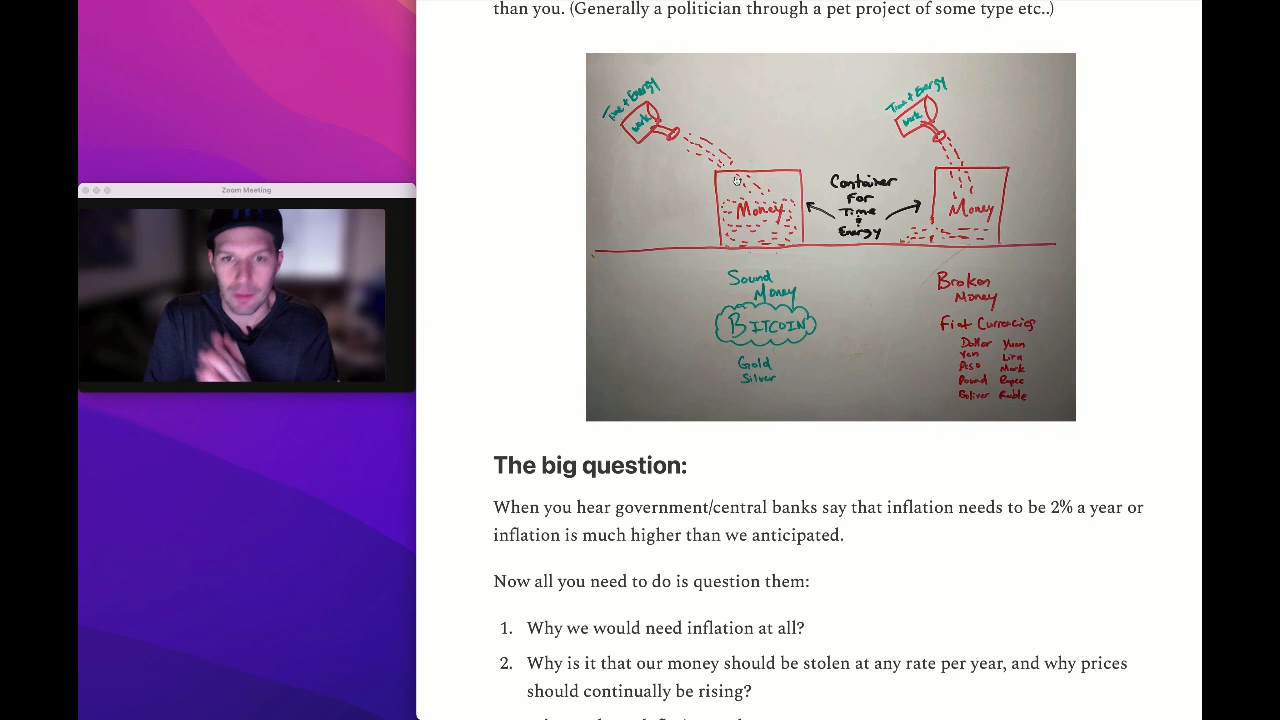 than you. (Generally a politician through a pet project of some type etc..)
Time + Energy
work
Time + Energy
work
Zoom Meeting
Money
Container
For
Time
+
Energy
Money
Sound
Money
BITCOIN
Gold
Silver
Broken
Money
Fiat Currencies
Dollar Yuan
Yen Lira
Peso Mark
Pound Rupee
Bolivar Ruble
The big question:
When you hear government/central banks say that inflation needs to be 2% a year or
inflation is much higher than we anticipated.
Now all you need to do is question them:
1. Why we would need inflation at all?
2. Why is it that our money should be stolen at any rate per year, and why prices
should continually be rising?